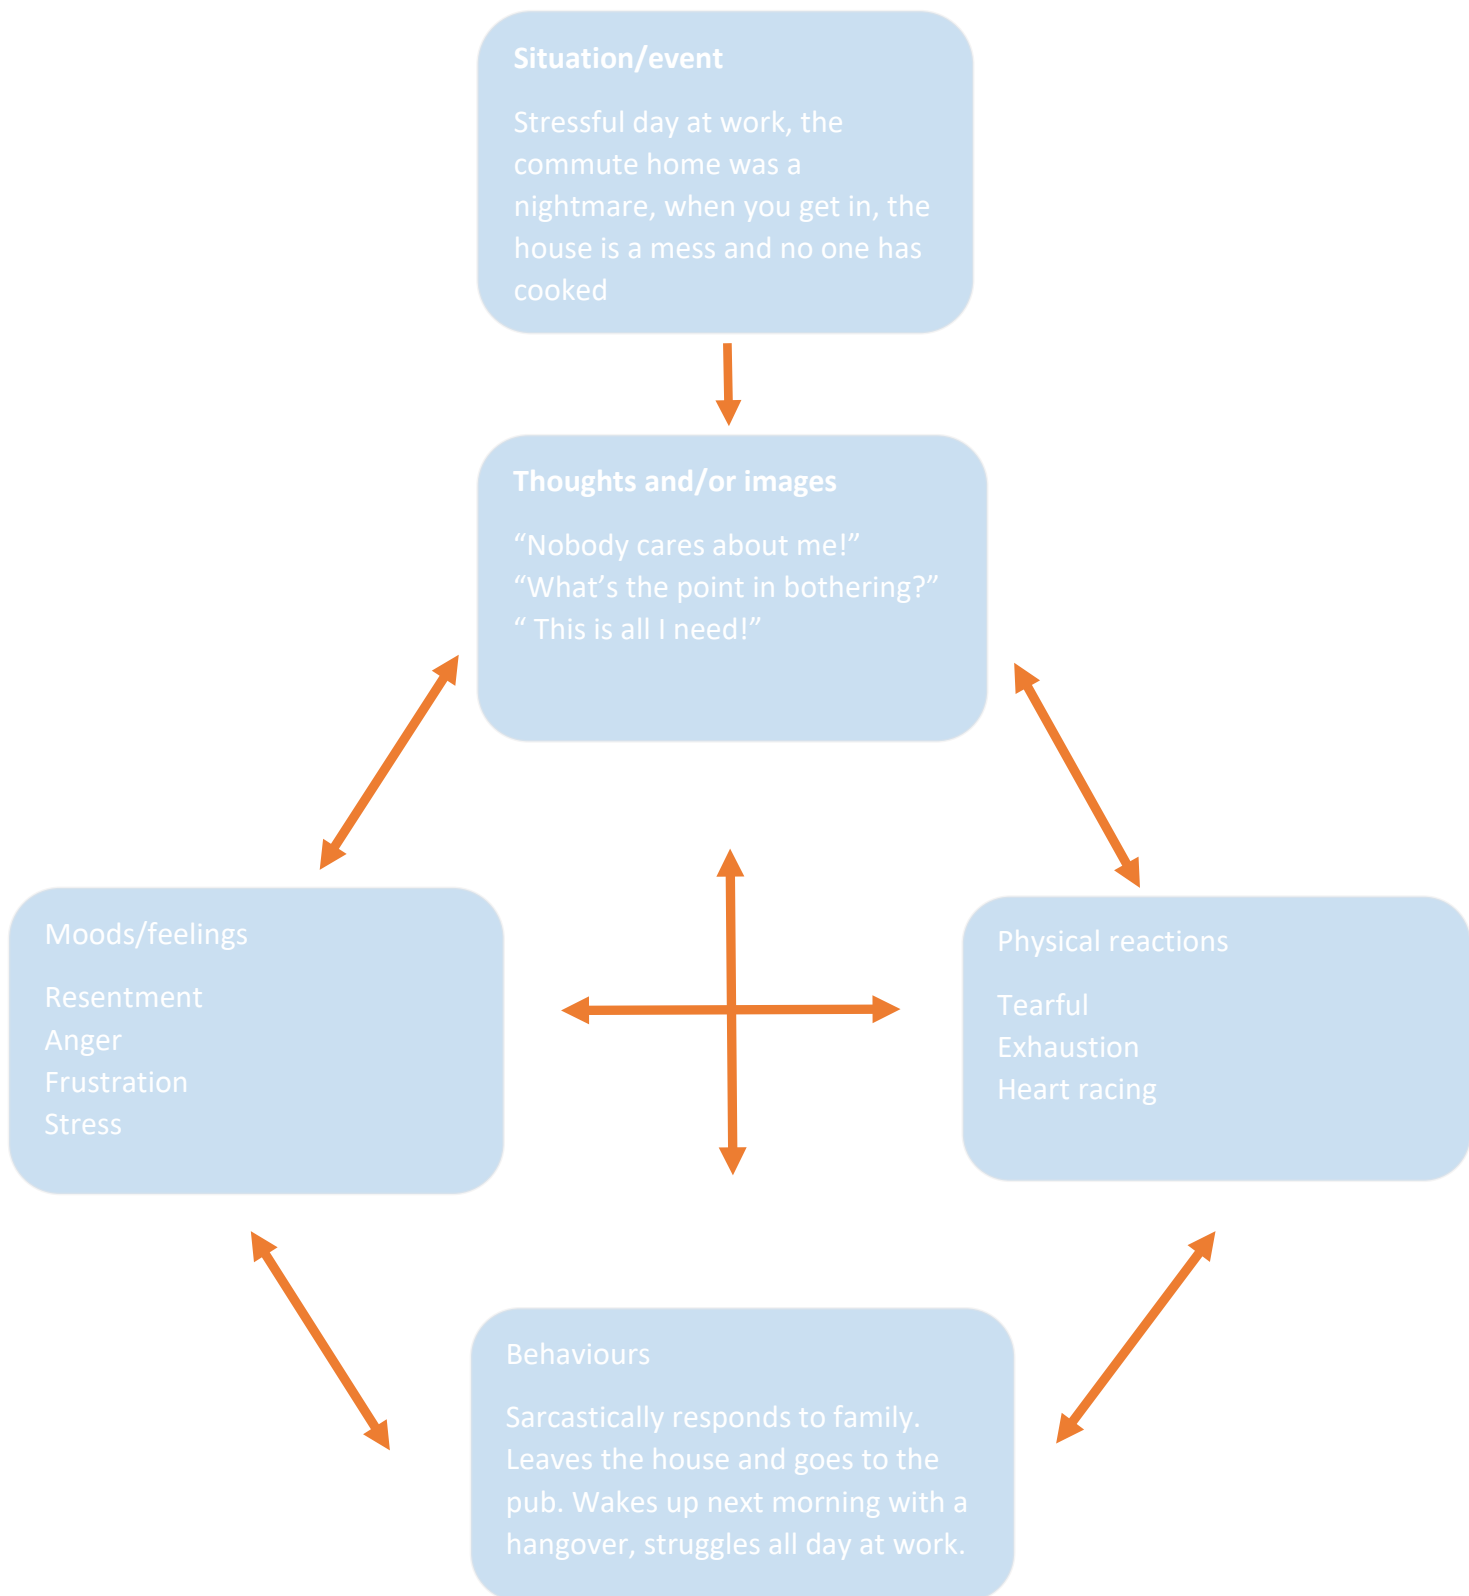 Situation/event
Stressful day at work, the
commute home was a
nightmare, when you get in, the
house is a mess and no one has
cooked
Thoughts and/or images
“Nobody cares about me!”
“What’s the point in bothering?”
“ This is all I need!”
Moods/feelings
Resentment
Anger
Frustration
Stress
Physical reactions
Tearful
Exhaustion
Heart racing
Behaviours
Sarcastically responds to family.
Leaves the house and goes to the
pub. Wakes up next morning with a
hangover, struggles all day at work.